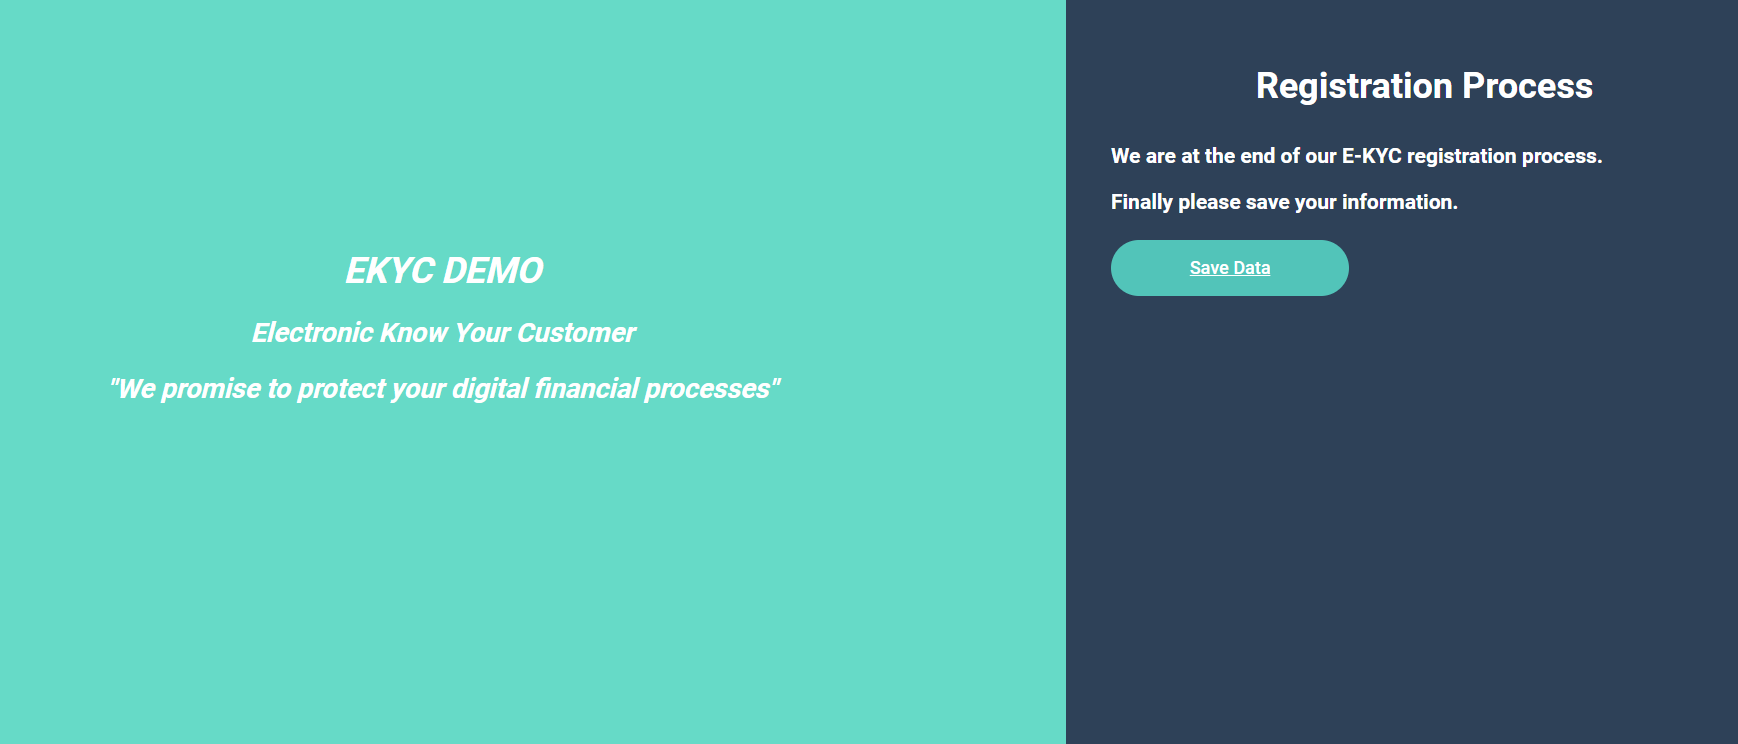 EKYC DEMO
Electronic Know Your Customer
"We promise to protect your digital financial processes"
Registration Process
We are at the end of our E-KYC registration process.
Finally please save your information.
Save Data